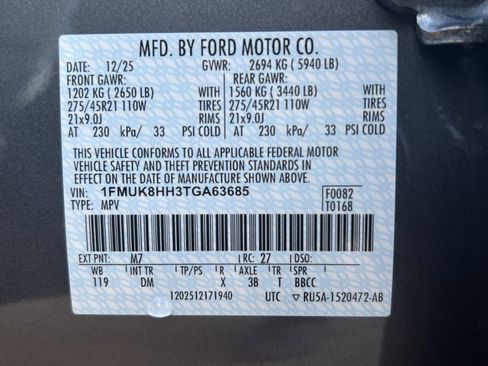 MFD. BY FORD MOTOR CO.
DATE: 12/25 GVWR: 2694 KG ( 5940 LB)
FRONT GAWR: REAR GAWR:
1202 KG ( 2650 LB) WITH 1560 KG ( 3440 LB) WITH
275/45R21 110W TIRES 275/45R21 110W TIRES
21x9.0J RIMS 21x9.0J RIMS
AT 230 kPa/ 33 PSI COLD AT 230 kPa/ 33 PSI COLD
THIS VEHICLE CONFORMS TO ALL APPLICABLE FEDERAL MOTOR
VEHICLE SAFETY AND THEFT PREVENTION STANDARDS
IN EFFECT ON THE DATE OF MANUFACTURE SHOWN ABOVE.
VIN: 1FMUK8HH3TGA63685 F0082
TYPE: MPV T0168
EXT PNT: M7 RC: 27 DSO:
WB INT TR TP/PS R AXLE TR SPR
119 DM X 3B T BBCC
1202512171940 UTC ▽ RU5A-1520472-AB